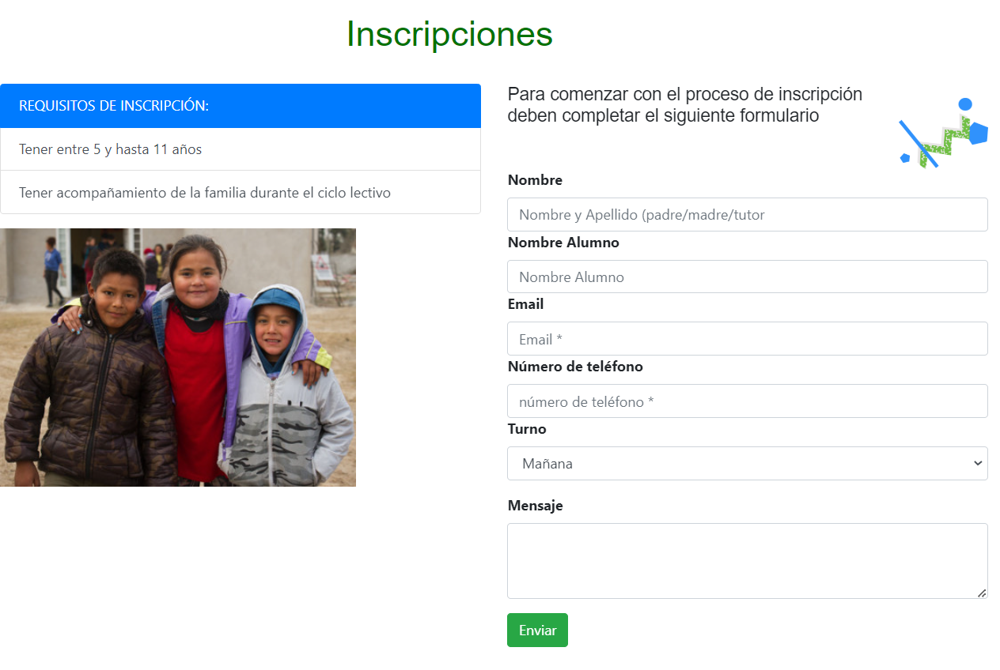 Inscripciones
REQUISITOS DE INSCRIPCIÓN:
Tener entre 5 y hasta 11 años
Tener acompañamiento de la familia durante el ciclo lectivo
Para comenzar con el proceso de inscripción
deben completar el siguiente formulario
Nombre
Nombre y Apellido (padre/madre/tutor
Nombre Alumno
Nombre Alumno
Email
Email *
Número de teléfono
número de teléfono *
Turno
Mañana
Mensaje
Enviar